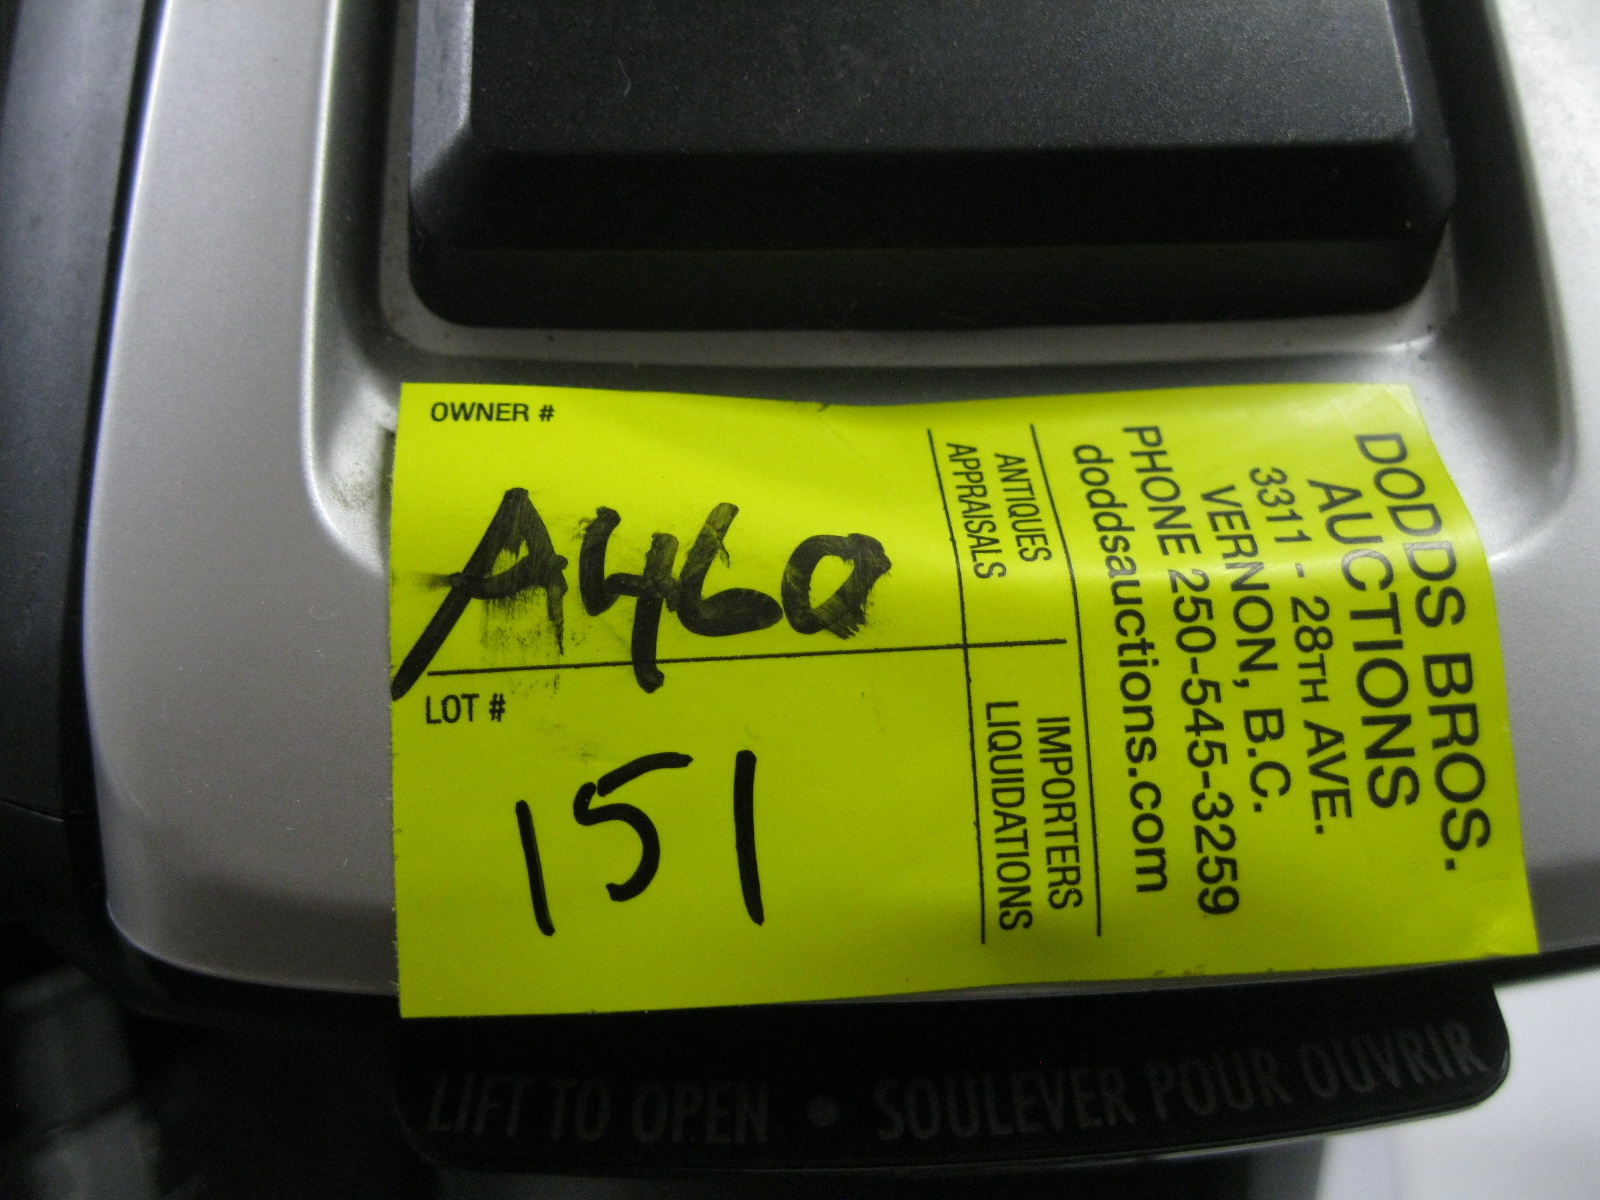 OWNER #
A460
LOT #
151
DODDS BROS.
AUCTIONS
3311 - 28TH AVE.
VERNON, B.C.
PHONE 250-545-3259
doddsauctions.com
ANTIQUES
APPRAISALS
IMPORTERS
LIQUIDATIONS
LIFT TO OPEN • SOULEVER POUR OUVRIR